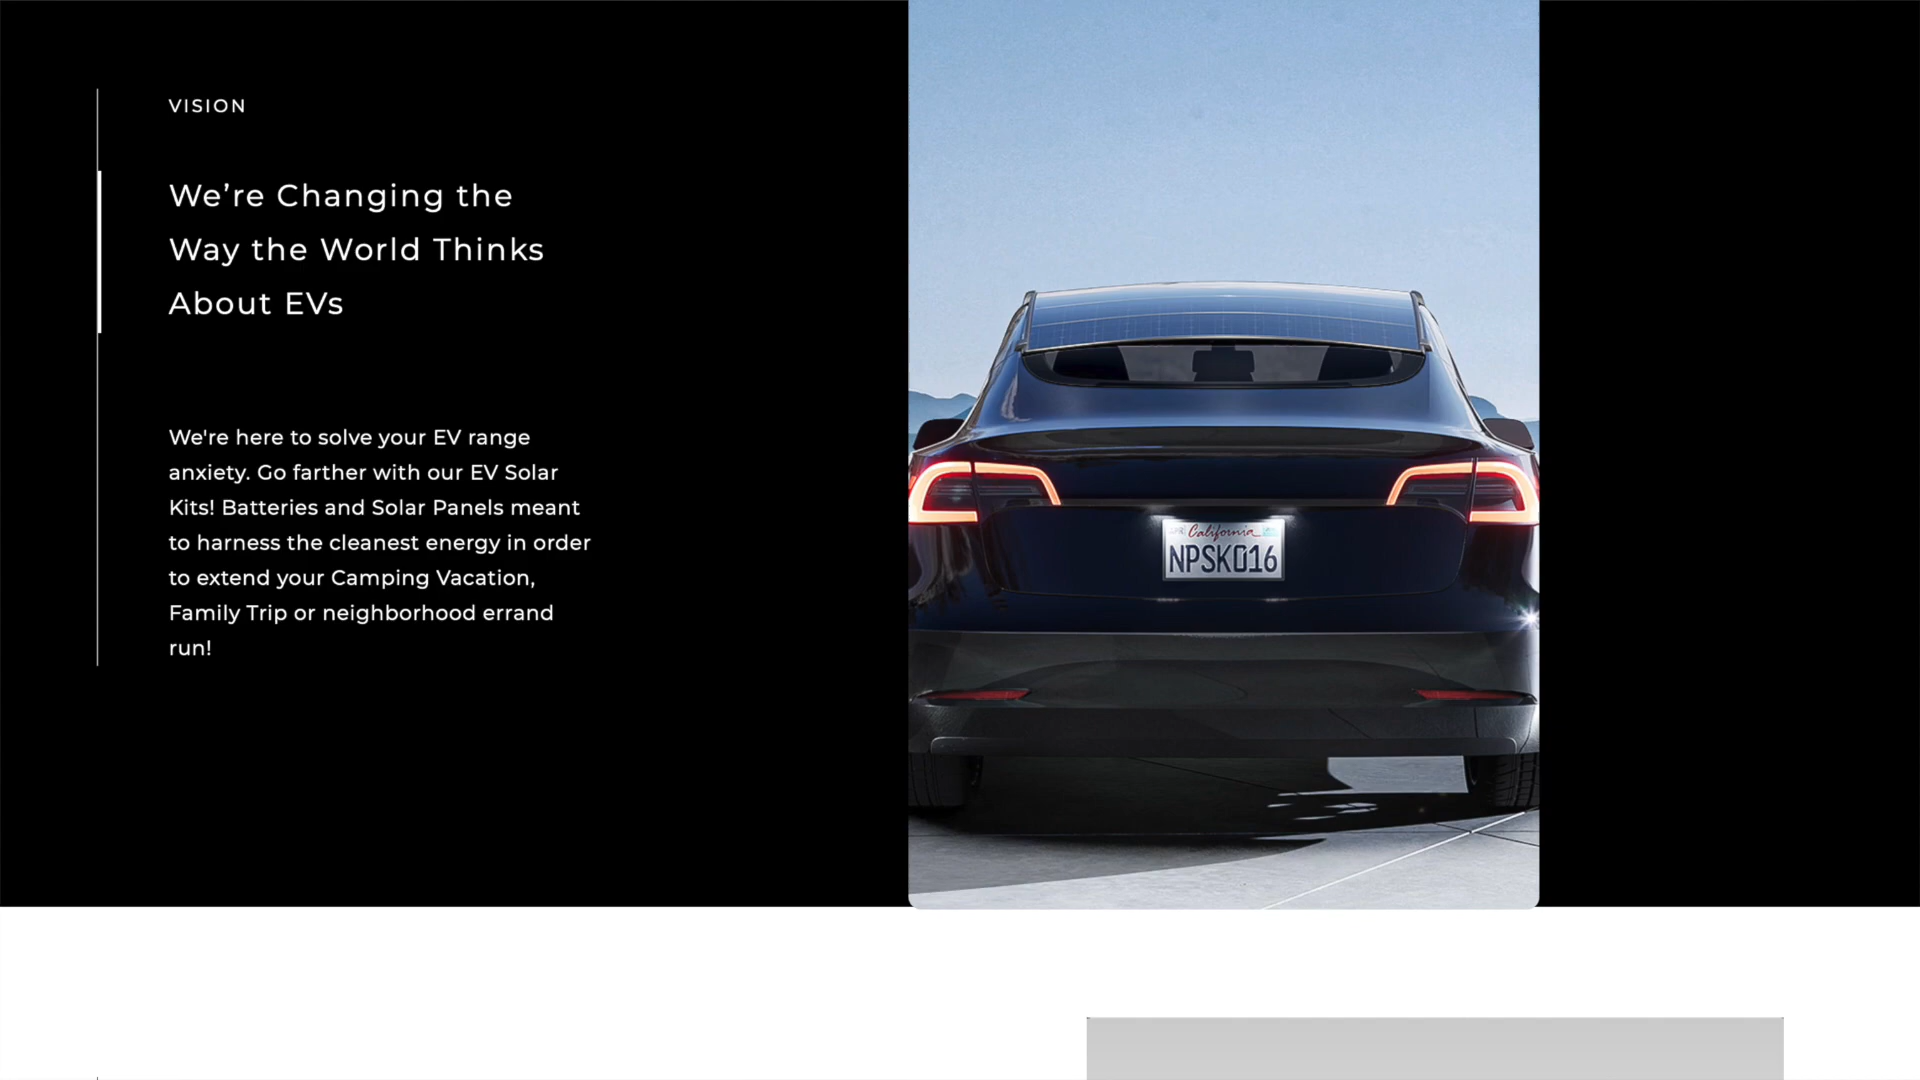 VISION
We’re Changing the
Way the World Thinks
About EVs
We're here to solve your EV range
anxiety. Go farther with our EV Solar
Kits! Batteries and Solar Panels meant
to harness the cleanest energy in order
to extend your Camping Vacation,
Family Trip or neighborhood errand
run!
California
NPSK016